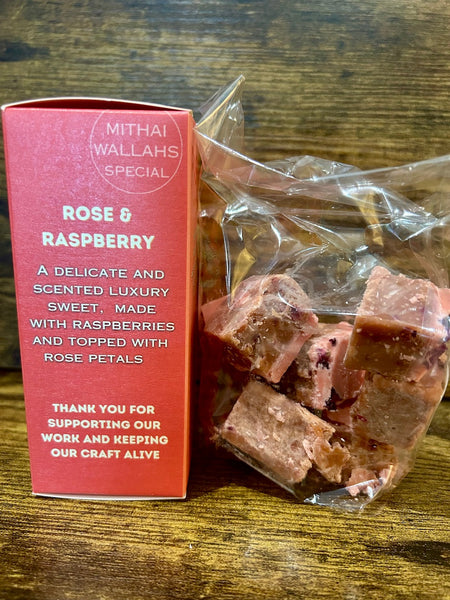 MITHAI
WALLAHS
SPECIAL
ROSE &
RASPBERRY
A DELICATE AND
SCENTED LUXURY
SWEET, MADE
WITH RASPBERRIES
AND TOPPED WITH
ROSE PETALS
THANK YOU FOR
SUPPORTING OUR
WORK AND KEEPING
OUR CRAFT ALIVE